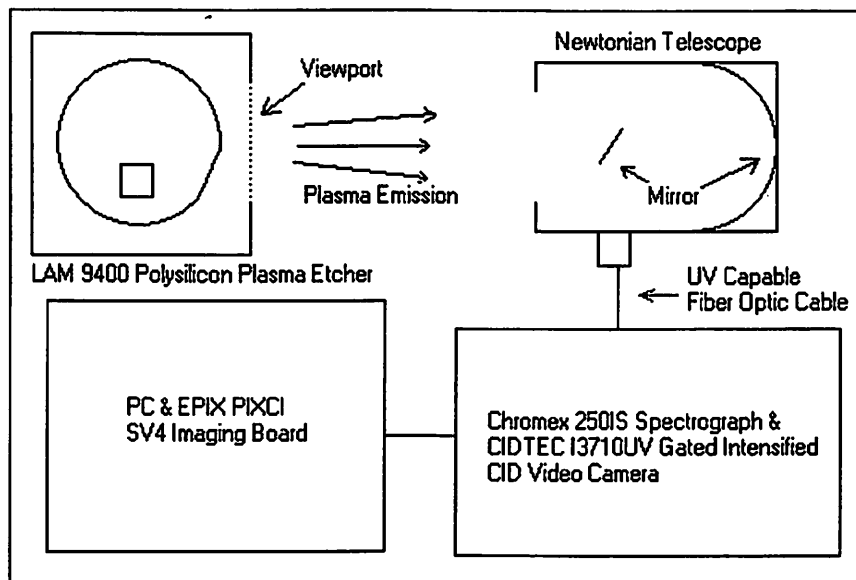 Newtonian Telescope
Viewport
Plasma Emission
Mirror
LAM 9400 Polysilicon Plasma Etcher
UV Capable
Fiber Optic Cable
PC & EPIX PIXCI
SV4 Imaging Board
Chromex 250IS Spectrograph &
CIDTEC I3710UV Gated Intensified
CID Video Camera